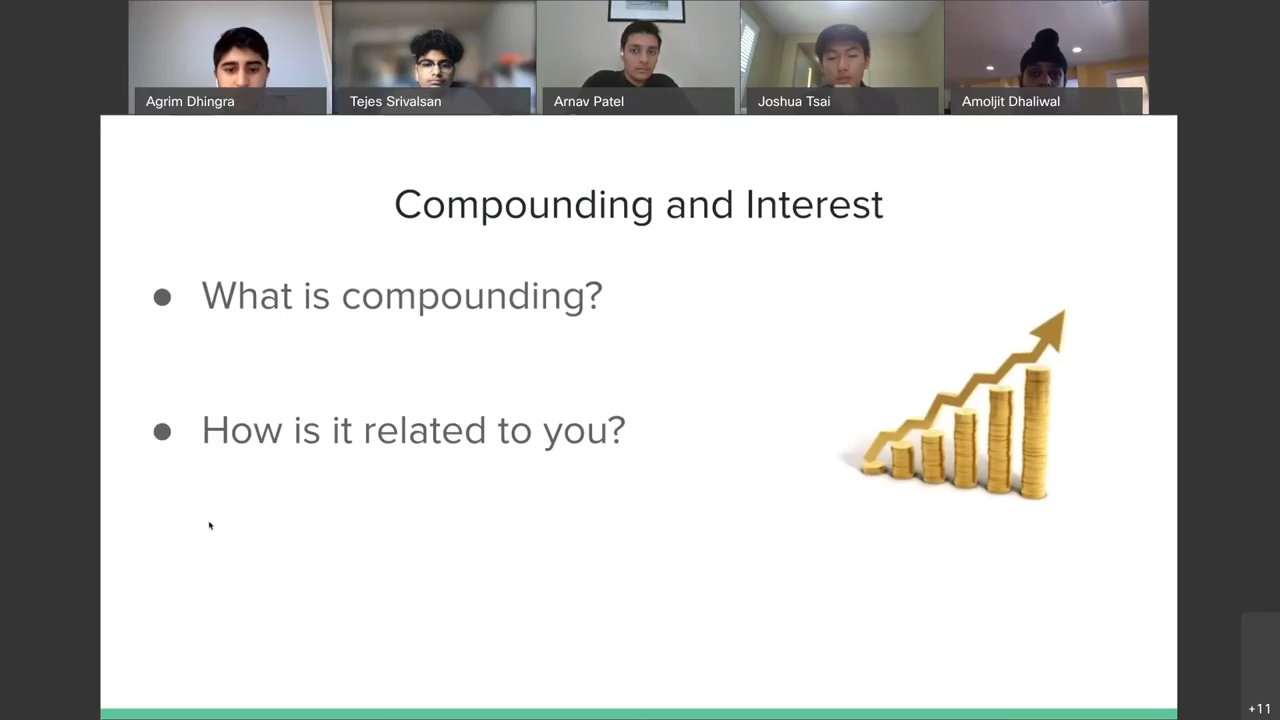 Agrim Dhingra
Tejes Srivalsan
Arnav Patel
Joshua Tsai
Amoljit Dhaliwal
Compounding and Interest
● What is compounding?
● How is it related to you?
+11